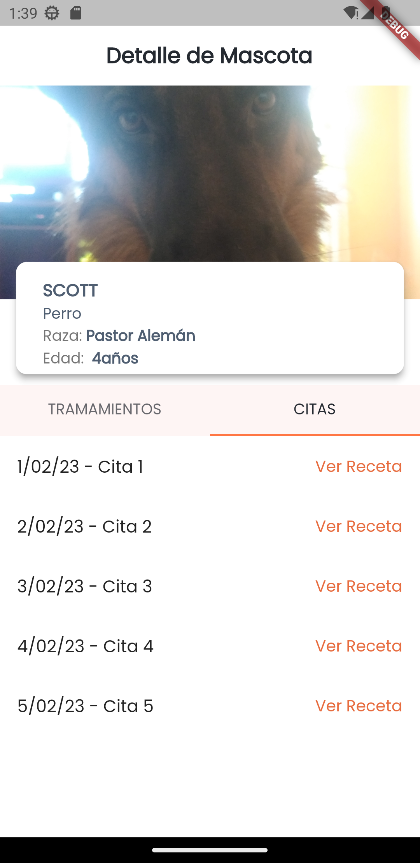 1:39
DEBUG
Detalle de Mascota
SCOTT
Perro
Raza: Pastor Alemán
Edad: 4años
TRAMAMIENTOS CITAS
1/02/23 - Cita 1 Ver Receta
2/02/23 - Cita 2 Ver Receta
3/02/23 - Cita 3 Ver Receta
4/02/23 - Cita 4 Ver Receta
5/02/23 - Cita 5 Ver Receta